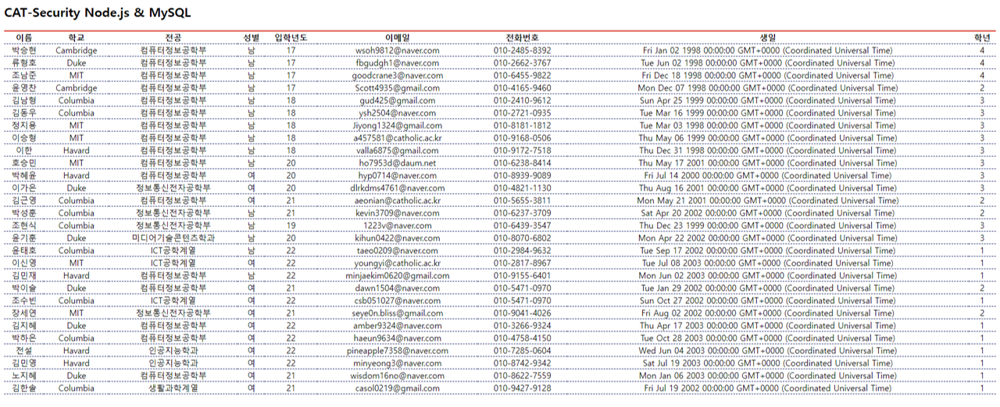 CAT-Security Node.js & MySQL
이름 학교 전공 성별 입학년도 이메일 전화번호 생일 학년
박승현 Cambridge 컴퓨터정보공학부 남 17 wsoh9812@naver.com 010-2485-8392 Fri Jan 02 1998 00:00:00 GMT+0000 (Coordinated Universal Time) 4
류형호 Duke 컴퓨터정보공학부 남 17 fbgudgh1@naver.com 010-2662-3767 Tue Jun 02 1998 00:00:00 GMT+0000 (Coordinated Universal Time) 4
조남준 MIT 컴퓨터정보공학부 남 17 goodcrane3@naver.com 010-6455-9822 Fri Dec 18 1998 00:00:00 GMT+0000 (Coordinated Universal Time) 4
윤영찬 Cambridge 컴퓨터정보공학부 남 17 Scott4935@gmail.com 010-4165-9460 Mon Dec 07 1998 00:00:00 GMT+0000 (Coordinated Universal Time) 2
김남형 Columbia 컴퓨터정보공학부 남 18 gud425@gmail.com 010-2410-9612 Sun Apr 25 1999 00:00:00 GMT+0000 (Coordinated Universal Time) 3
김동우 Columbia 컴퓨터정보공학부 남 18 ysh2504@naver.com 010-2721-0935 Tue Mar 16 1999 00:00:00 GMT+0000 (Coordinated Universal Time) 3
정지용 MIT 컴퓨터정보공학부 남 18 Jiyong1324@gmail.com 010-8181-1812 Tue Mar 03 1998 00:00:00 GMT+0000 (Coordinated Universal Time) 3
이승형 MIT 컴퓨터정보공학부 남 18 a457581@catholic.ac.kr 010-9168-0506 Thu May 06 1999 00:00:00 GMT+0000 (Coordinated Universal Time) 3
이한 Havard 컴퓨터정보공학부 남 18 valla6875@gmail.com 010-9172-7518 Thu Dec 31 1998 00:00:00 GMT+0000 (Coordinated Universal Time) 3
호승민 MIT 컴퓨터정보공학부 남 20 ho7953d@daum.net 010-6238-8414 Thu May 17 2001 00:00:00 GMT+0000 (Coordinated Universal Time) 3
박혜윤 Havard 컴퓨터정보공학부 여 20 hyp0714@naver.com 010-8939-9089 Fri Jul 14 2000 00:00:00 GMT+0000 (Coordinated Universal Time) 3
이가은 Duke 정보통신전자공학부 여 20 dlrkdms4761@naver.com 010-4821-1130 Thu Aug 16 2001 00:00:00 GMT+0000 (Coordinated Universal Time) 3
김근영 Columbia 컴퓨터정보공학부 여 21 aeonian@catholic.ac.kr 010-5655-3811 Mon May 21 2001 00:00:00 GMT+0000 (Coordinated Universal Time) 2
박성훈 Columbia 정보통신전자공학부 남 21 kevin3709@naver.com 010-6237-3709 Sat Apr 20 2002 00:00:00 GMT+0000 (Coordinated Universal Time) 2
조현식 Columbia 정보통신전자공학부 남 19 1223v@naver.com 010-6439-3547 Thu Dec 23 1999 00:00:00 GMT+0000 (Coordinated Universal Time) 3
윤기훈 Duke 미디어기술콘텐츠학과 남 20 kihun0422@naver.com 010-8070-6802 Mon Apr 22 2002 00:00:00 GMT+0000 (Coordinated Universal Time) 3
윤태호 Columbia ICT공학계열 남 22 taeo0209@naver.com 010-2984-9632 Tue Sep 17 2002 00:00:00 GMT+0000 (Coordinated Universal Time) 1
이신영 MIT ICT공학계열 여 22 youngyi@catholic.ac.kr 010-2817-8967 Tue Jul 08 2003 00:00:00 GMT+0000 (Coordinated Universal Time) 1
김민재 Havard 컴퓨터정보공학부 남 22 minjaekim0620@gmail.com 010-9155-6401 Mon Jun 02 2003 00:00:00 GMT+0000 (Coordinated Universal Time) 1
박이슬 Duke 컴퓨터정보공학부 여 21 dawn1504@naver.com 010-5471-0970 Tue Jan 29 2002 00:00:00 GMT+0000 (Coordinated Universal Time) 2
조수빈 Columbia ICT공학계열 여 22 csb051027@naver.com 010-5471-0970 Sun Oct 27 2002 00:00:00 GMT+0000 (Coordinated Universal Time) 1
장세연 MIT 정보통신전자공학부 여 21 seye0n.bliss@gmail.com 010-9041-4026 Fri Aug 02 2002 00:00:00 GMT+0000 (Coordinated Universal Time) 2
김지혜 Duke 컴퓨터정보공학부 여 22 amber9324@naver.com 010-3266-9324 Thu Apr 17 2003 00:00:00 GMT+0000 (Coordinated Universal Time) 1
박하은 Columbia 컴퓨터정보공학부 여 22 haeun9634@naver.com 010-4758-4150 Tue Oct 28 2003 00:00:00 GMT+0000 (Coordinated Universal Time) 1
전설 Havard 인공지능학과 여 22 pineapple7358@naver.com 010-7285-0604 Wed Jun 04 2003 00:00:00 GMT+0000 (Coordinated Universal Time) 1
김민영 Havard 인공지능학과 여 22 minyeong3@naver.com 010-8742-9342 Sat Jul 19 2003 00:00:00 GMT+0000 (Coordinated Universal Time) 1
노지혜 Duke 컴퓨터정보공학부 여 21 wisdom16no@naver.com 010-8622-7559 Mon Jan 06 2003 00:00:00 GMT+0000 (Coordinated Universal Time) 1
김한솔 Columbia 생활과학계열 여 21 casol0219@gmail.com 010-9427-9128 Fri Jul 19 2002 00:00:00 GMT+0000 (Coordinated Universal Time) 1